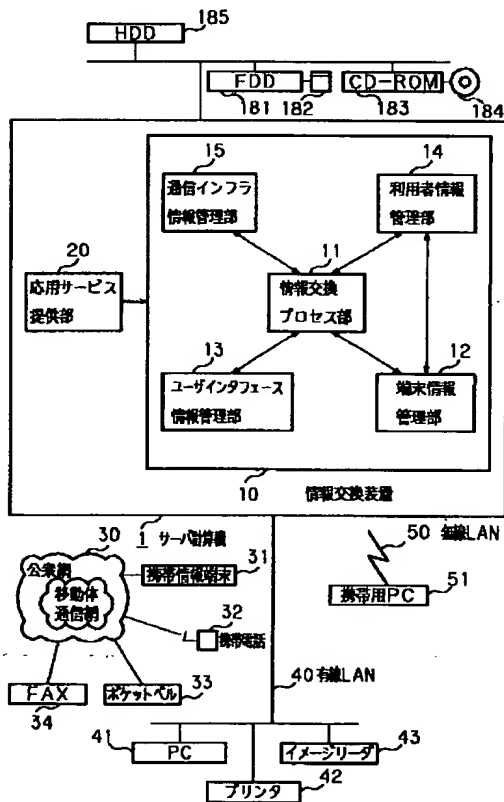 HDD
185
FDD
CD-ROM
181
182
183
184
15
14
通信インフラ
情報管理部
利用者情報
管理部
20
11
応用サービス
提供部
情報交換
プロセス部
13
12
ユーザインタフェース
情報管理部
端末情報
管理部
10
情報交換装置
30
1
サーバ計算機
31
50
無線LAN
公衆網
携帯情報端末
移動体
通信網
32
携帯電話
携帯用PC
51
FAX
ポケットベル
33
34
40
有線LAN
41
43
PC
イメージリーダ
プリンタ
42